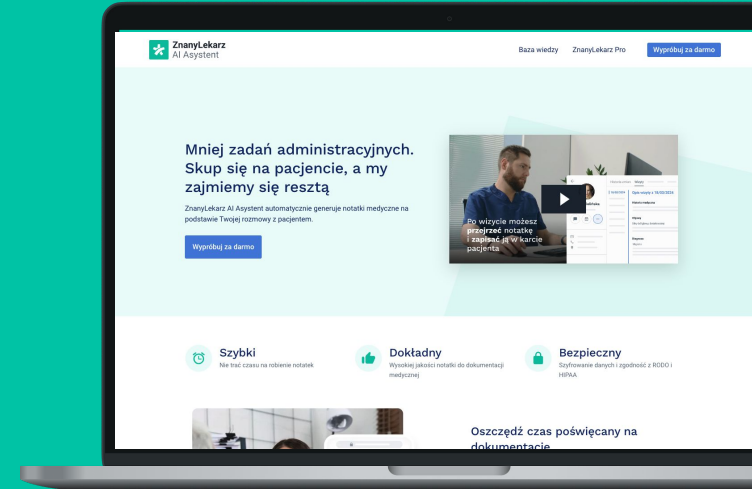 ZnanyLekarz
AI Asystent
Baza wiedzy
ZnanyLekarz Pro
Wypróbuj za darmo
Mniej zadań administracyjnych.
Skup się na pacjencie, a my
zajmiemy się resztą
ZnanyLekarz AI Asystent automatycznie generuje notatki medyczne na
podstawie Twojej rozmowy z pacjentem.
Wypróbuj za darmo
Po wizycie możesz
przejrzeć notatkę
i zapisać ją w karcie
pacjenta
Szybki
Nie trać czasu na robienie notatek
Dokładny
Wysokiej jakości notatki do dokumentacji
medycznej
Bezpieczny
Szyfrowanie danych i zgodność z RODO i
HIPAA
Oszczędź czas poświęcany na
dokumentację